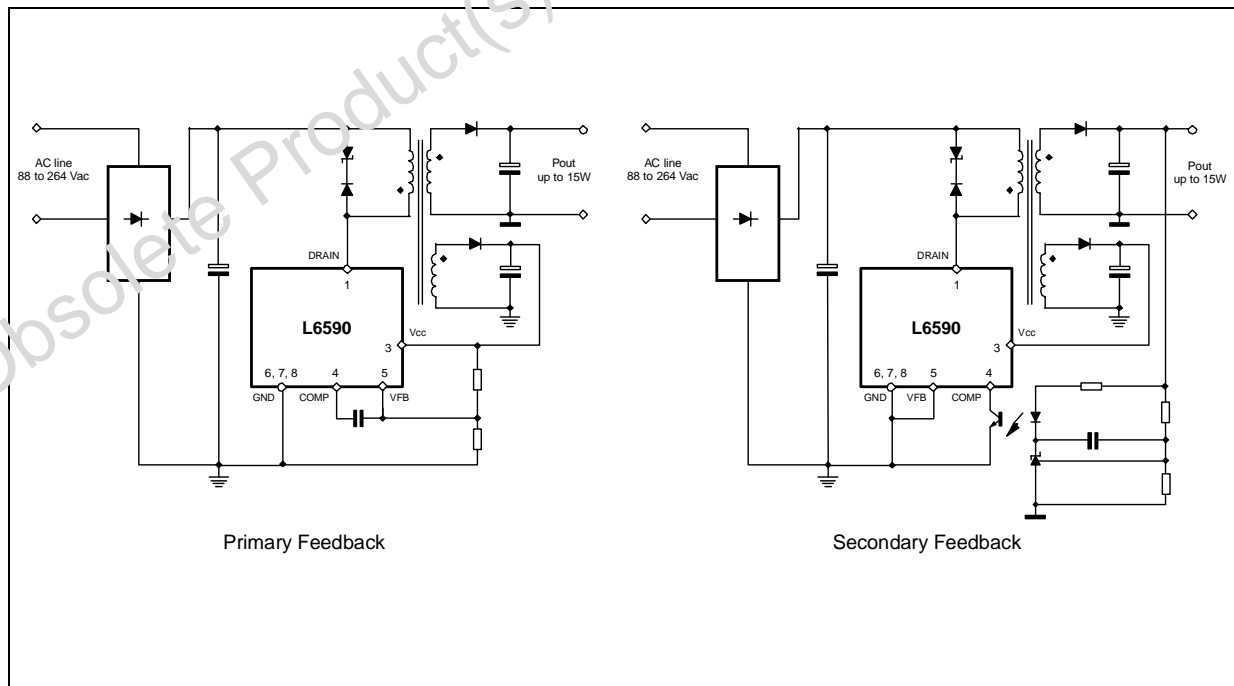 Obsolete Product(s)
AC line
88 to 264 Vac
Pout
up to 15W
DRAIN
1
L6590
Vcc
3
6, 7, 8
4
5
GND
COMP
VFB
Primary Feedback
AC line
88 to 264 Vac
Pout
up to 15W
DRAIN
1
L6590
Vcc
3
6, 7, 8
5
4
GND
VFB
COMP
Secondary Feedback